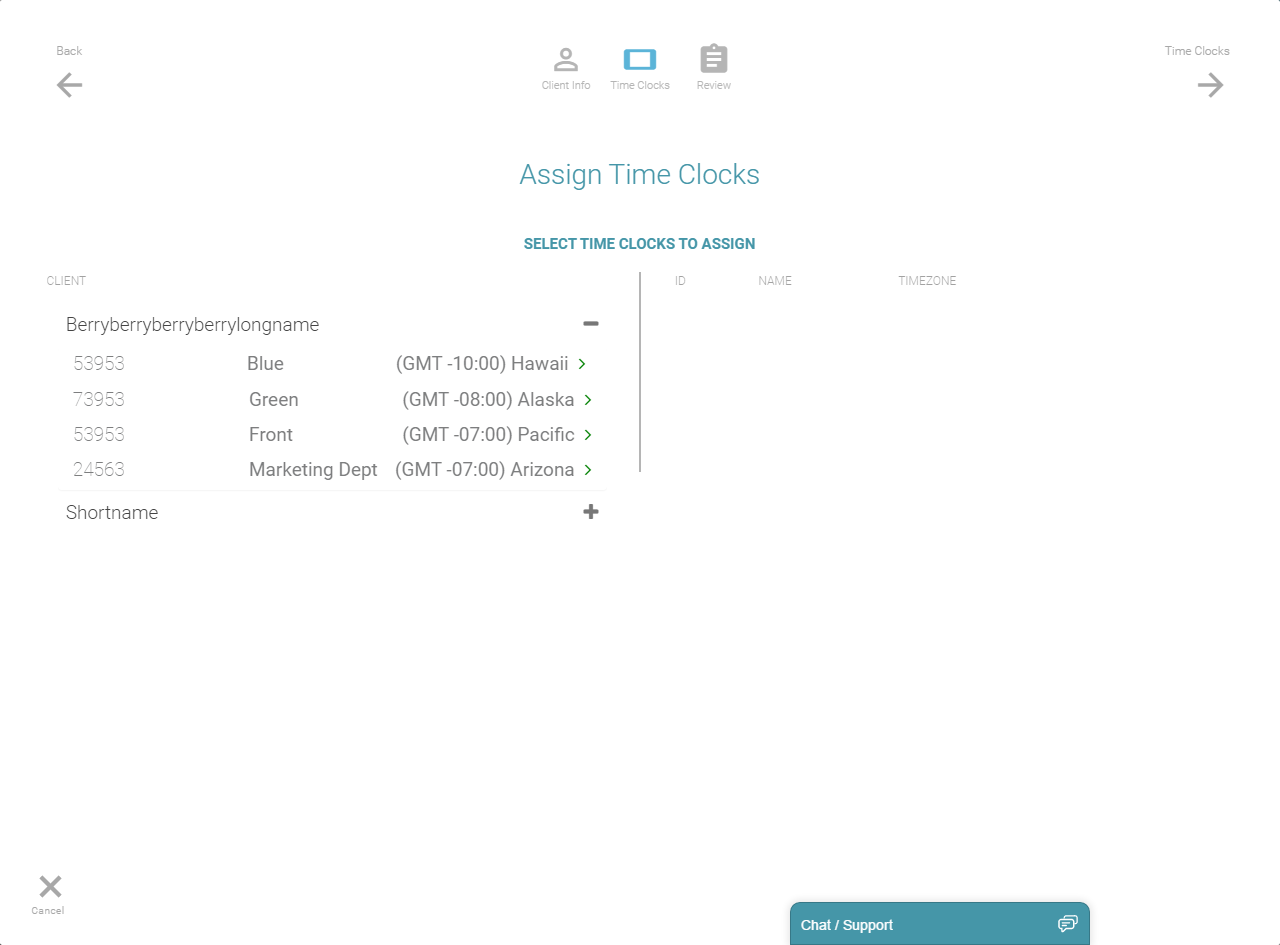 Back
Time Clocks
Client Info
Time Clocks
Review
Assign Time Clocks
SELECT TIME CLOCKS TO ASSIGN
CLIENT
ID NAME TIMEZONE
Berryberryberryberrylongname
53953 Blue (GMT -10:00) Hawaii
73953 Green (GMT -08:00) Alaska
53953 Front (GMT -07:00) Pacific
24563 Marketing Dept (GMT -07:00) Arizona
Shortname
Cancel
Chat / Support